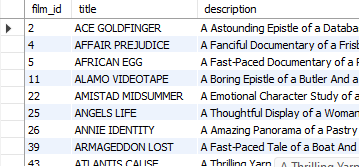 film_id title description
2 ACE GOLDFINGER A Astounding Epistle of a Databa
4 AFFAIR PREJUDICE A Fanciful Documentary of a Fris
5 AFRICAN EGG A Fast-Paced Documentary of a
11 ALAMO VIDEOTAPE A Boring Epistle of a Butler And a
22 AMISTAD MIDSUMMER A Emotional Character Study of a
25 ANGELS LIFE A Thoughtful Display of a Woman
26 ANNIE IDENTITY A Amazing Panorama of a Pastry
39 ARMAGEDDON LOST A Fast-Paced Tale of a Boat And
43 ATLANTIS CAUSE A Thrilling Yarn
A Thrilling Yarn